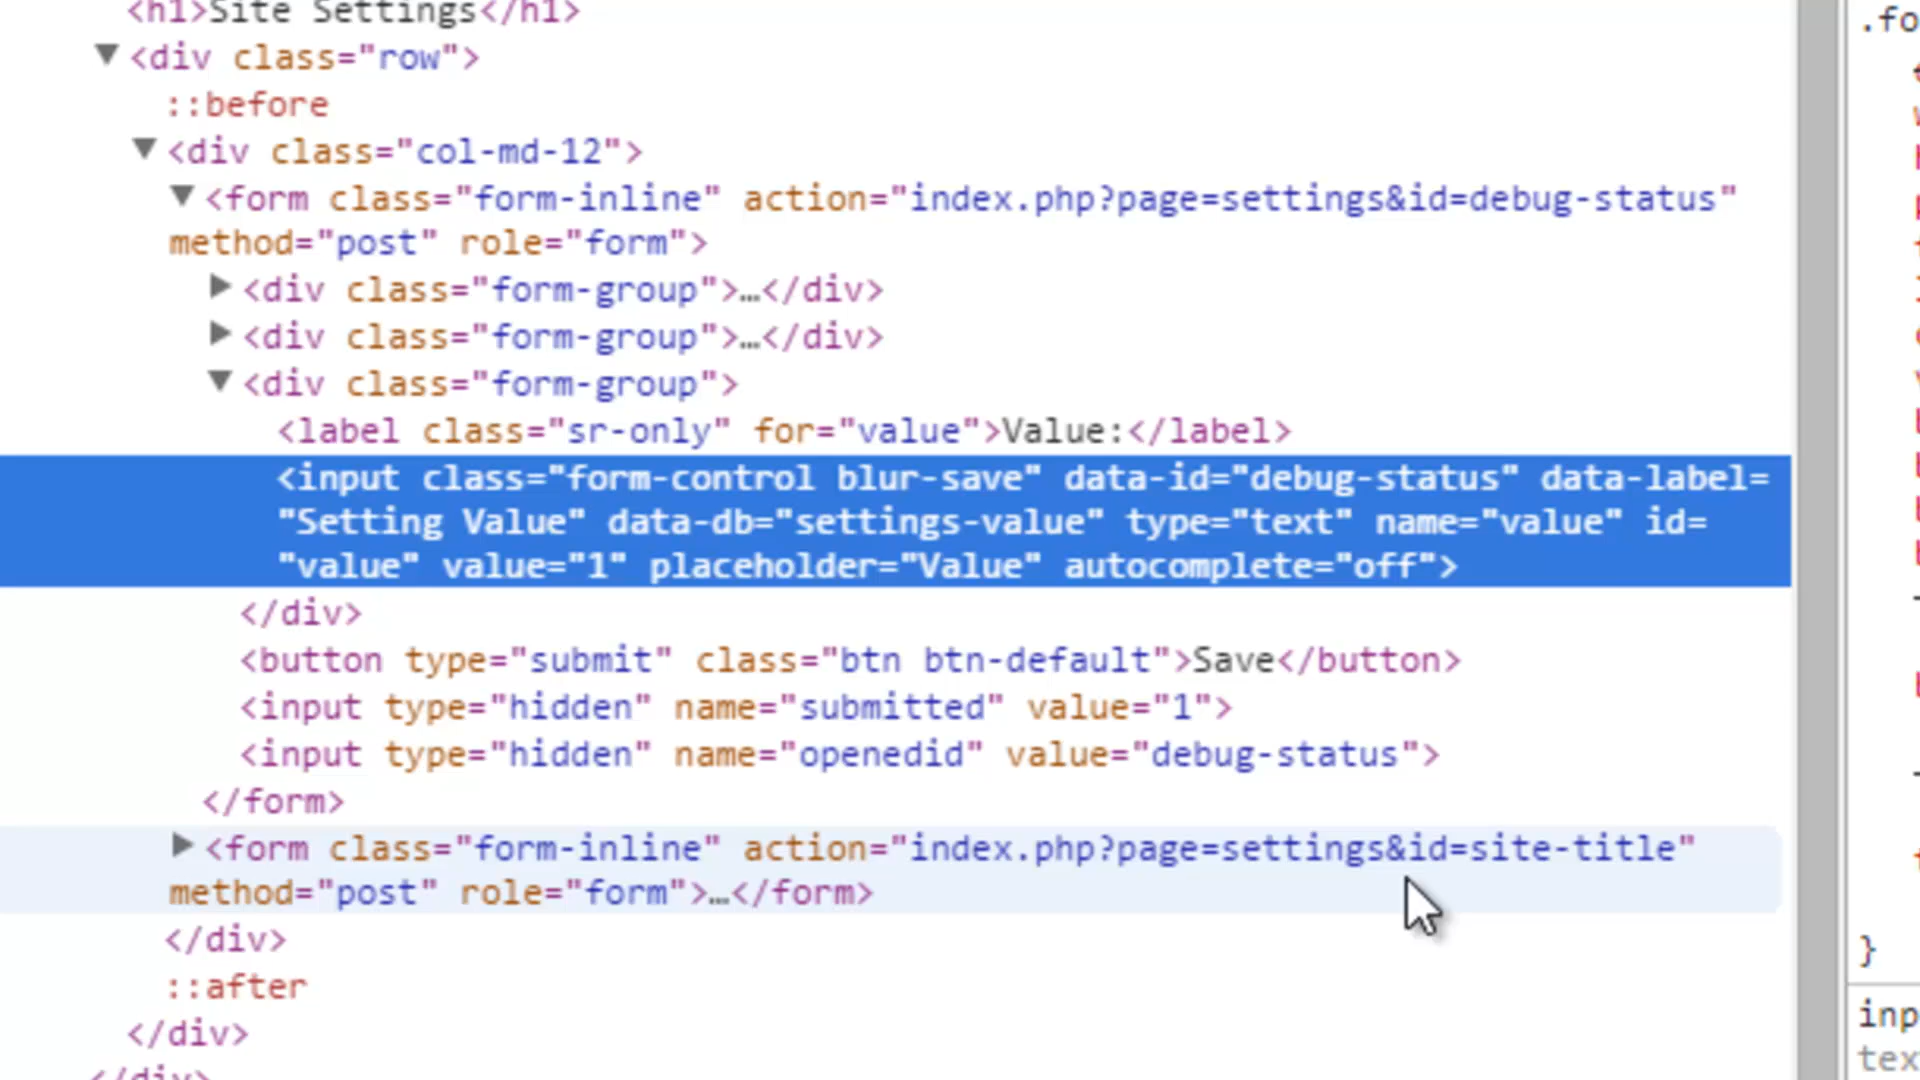 <h1>Site Settings</h1>
<div class="row">
::before
<div class="col-md-12">
<form class="form-inline" action="index.php?page=settings&id=debug-status"
method="post" role="form">
<div class="form-group">…</div>
<div class="form-group">…</div>
<div class="form-group">
<label class="sr-only" for="value">Value:</label>
<input class="form-control blur-save" data-id="debug-status" data-label=
"Setting Value" data-db="settings-value" type="text" name="value" id=
"value" value="1" placeholder="Value" autocomplete="off">
</div>
<button type="submit" class="btn btn-default">Save</button>
<input type="hidden" name="submitted" value="1">
<input type="hidden" name="openedid" value="debug-status">
</form>
<form class="form-inline" action="index.php?page=settings&id=site-title"
method="post" role="form">…</form>
</div>
::after
</div>
</div>
.fo
}
inp
tex